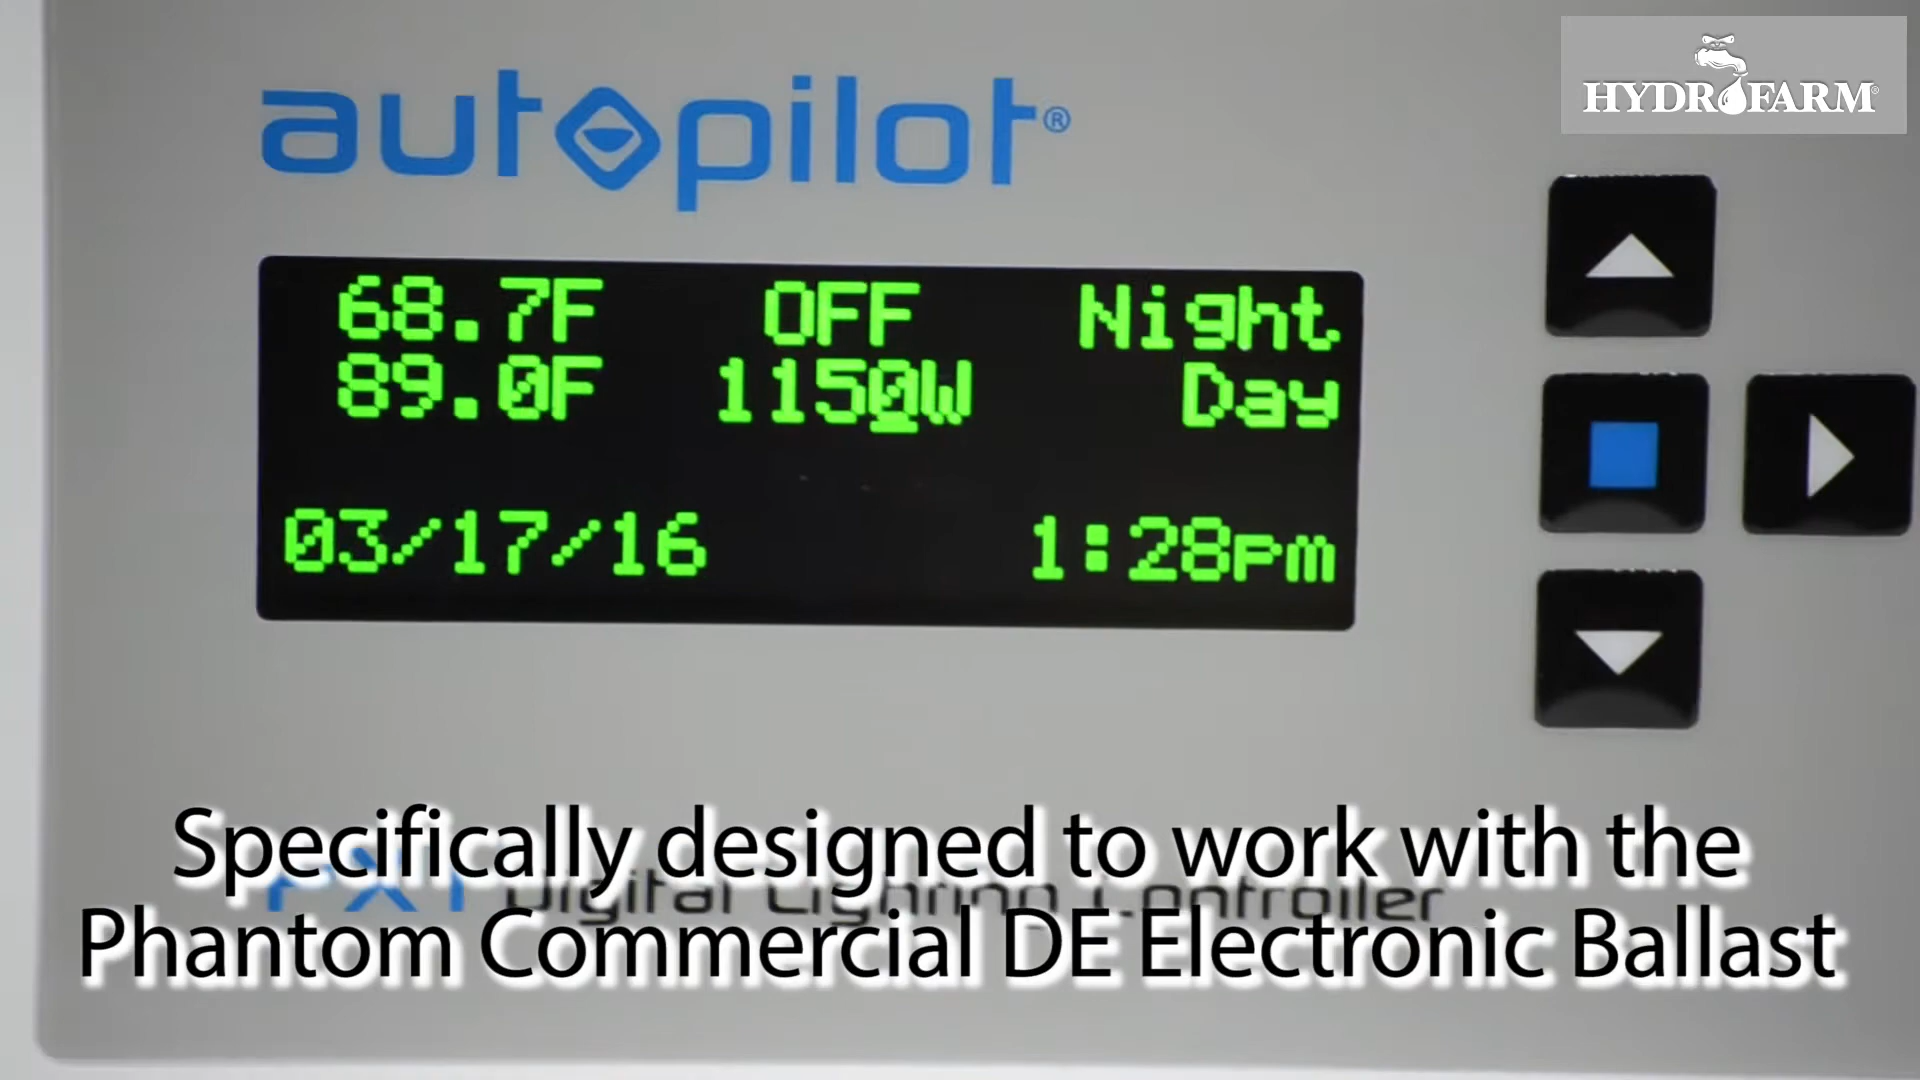 HYDROFARM®
autopilot®
68.7F OFF Night
89.0F 1150W Day
03/17/16 1:28pm
Specifically designed to work with the
Digital Lighting Controller
Phantom Commercial DE Electronic Ballast